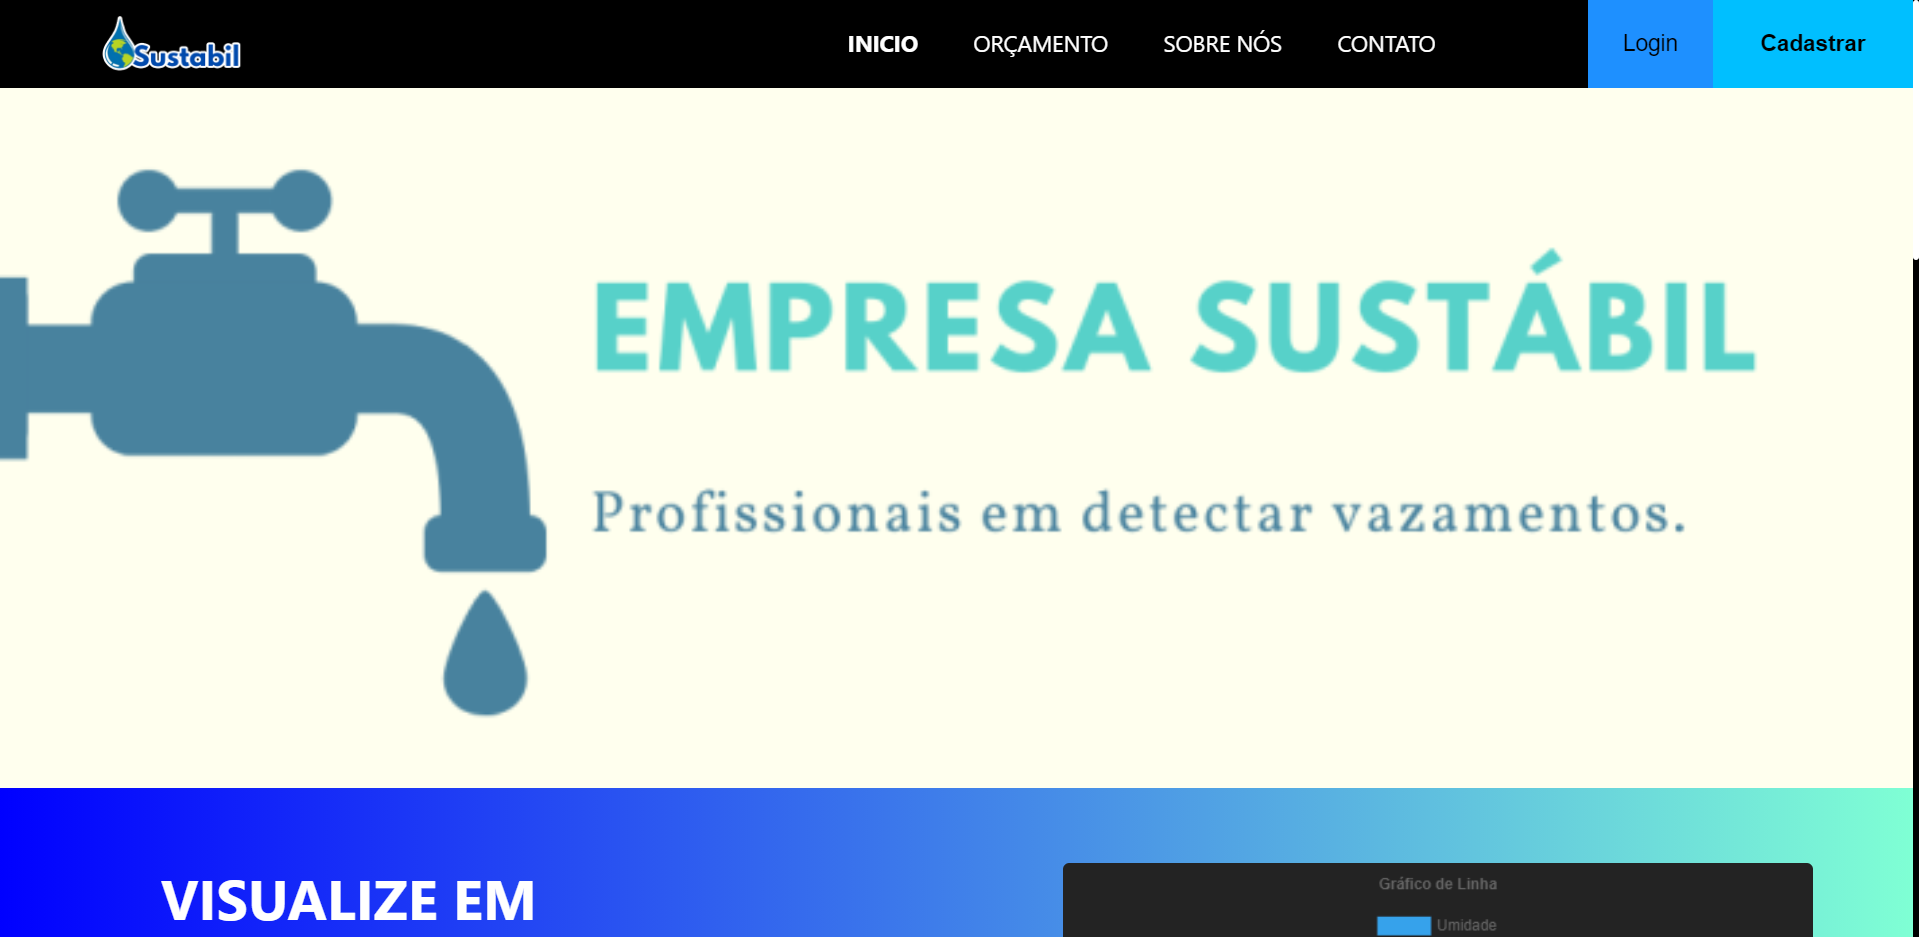 Sustabil
INICIO ORÇAMENTO SOBRE NÓS CONTATO Login Cadastrar
EMPRESA SUSTÁBIL
Profissionais em detectar vazamentos.
VISUALIZE EM
Gráfico de Linha
Umidade